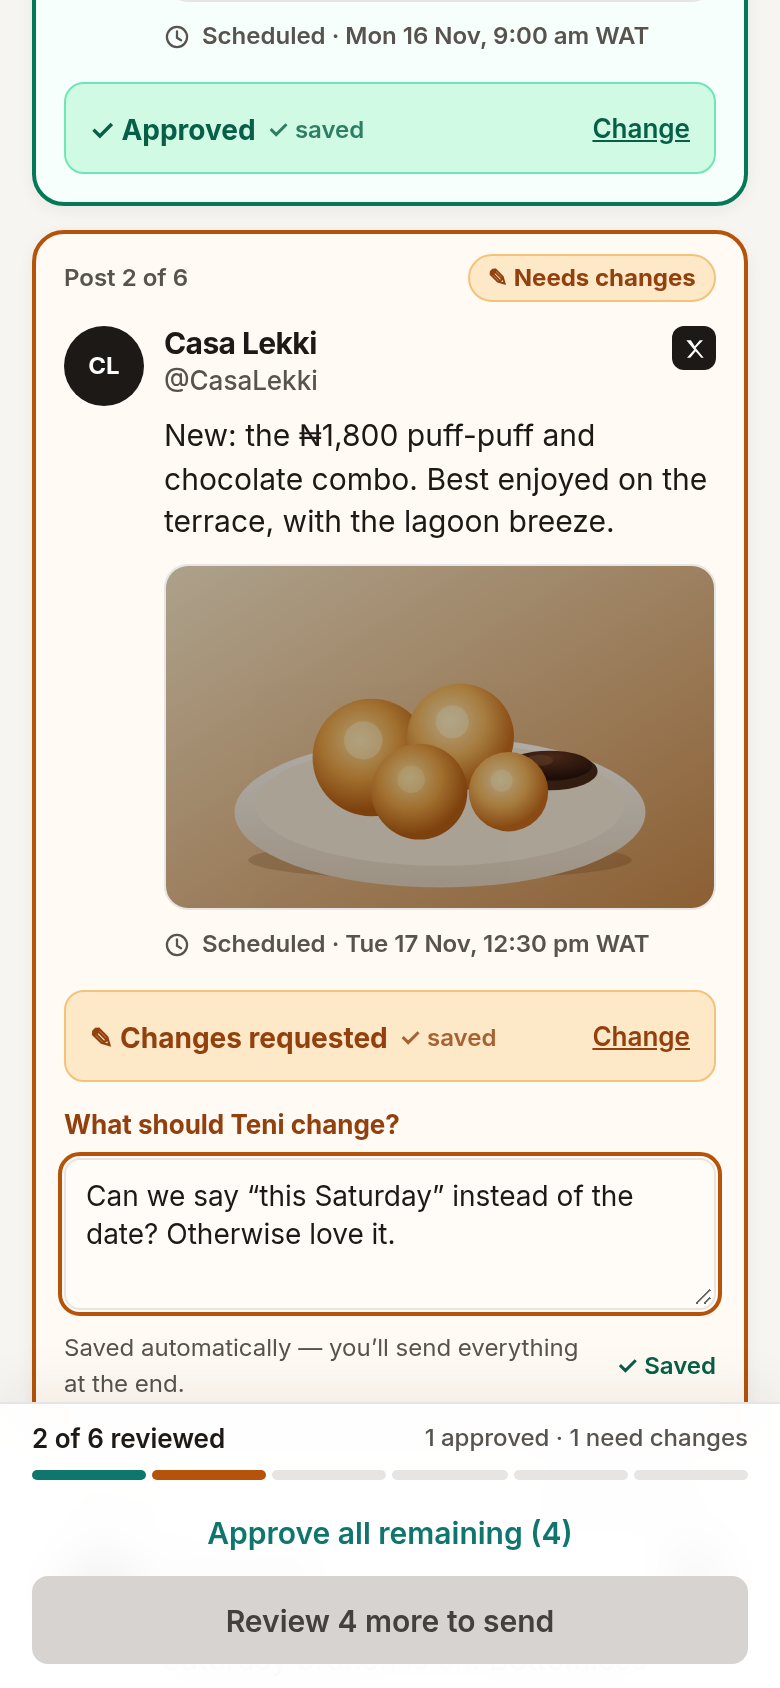 Scheduled · Mon 16 Nov, 9:00 am WAT
✓ Approved ✓ saved Change
Post 2 of 6 ✎ Needs changes
CL
Casa Lekki
X
@CasaLekki
New: the ₦1,800 puff-puff and
chocolate combo. Best enjoyed on the
terrace, with the lagoon breeze.
Scheduled · Tue 17 Nov, 12:30 pm WAT
✎ Changes requested ✓ saved Change
What should Teni change?
Can we say “this Saturday” instead of the
date? Otherwise love it.
Saved automatically — you’ll send everything
at the end.
✓ Saved
2 of 6 reviewed 1 approved · 1 need changes
Approve all remaining (4)
Review 4 more to send